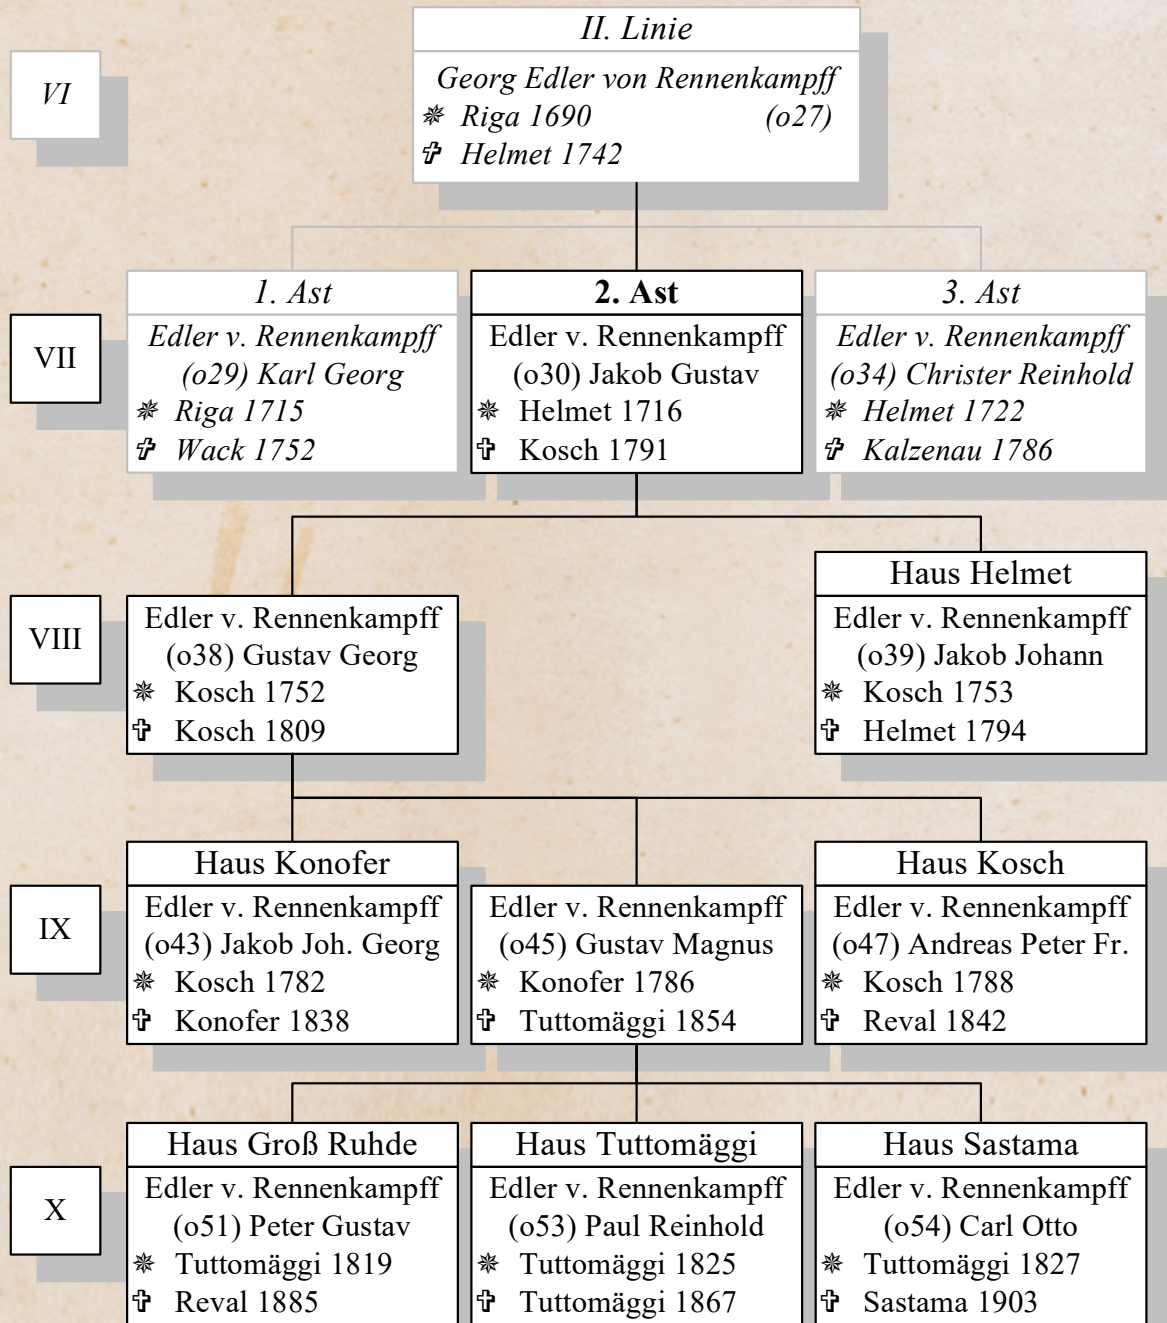 II. Linie
VI
Georg Edler von Rennenkampff
✵ Riga 1690 (o27)
✞ Helmet 1742
1. Ast
Edler v. Rennenkampff
(o29) Karl Georg
✵ Riga 1715
✞ Wack 1752
2. Ast
Edler v. Rennenkampff
(o30) Jakob Gustav
✵ Helmet 1716
✞ Kosch 1791
3. Ast
Edler v. Rennenkampff
(o34) Christer Reinhold
✵ Helmet 1722
✞ Kalzenau 1786
VII
VIII
Edler v. Rennenkampff
(o38) Gustav Georg
✵ Kosch 1752
✞ Kosch 1809
Haus Helmet
Edler v. Rennenkampff
(o39) Jakob Johann
✵ Kosch 1753
✞ Helmet 1794
IX
Haus Konofer
Edler v. Rennenkampff
(o43) Jakob Joh. Georg
✵ Kosch 1782
✞ Konofer 1838
Edler v. Rennenkampff
(o45) Gustav Magnus
✵ Konofer 1786
✞ Tuttomäggi 1854
Haus Kosch
Edler v. Rennenkampff
(o47) Andreas Peter Fr.
✵ Kosch 1788
✞ Reval 1842
X
Haus Groß Ruhde
Edler v. Rennenkampff
(o51) Peter Gustav
✵ Tuttomäggi 1819
✞ Reval 1885
Haus Tuttomäggi
Edler v. Rennenkampff
(o53) Paul Reinhold
✵ Tuttomäggi 1825
✞ Tuttomäggi 1867
Haus Sastama
Edler v. Rennenkampff
(o54) Carl Otto
✵ Tuttomäggi 1827
✞ Sastama 1903